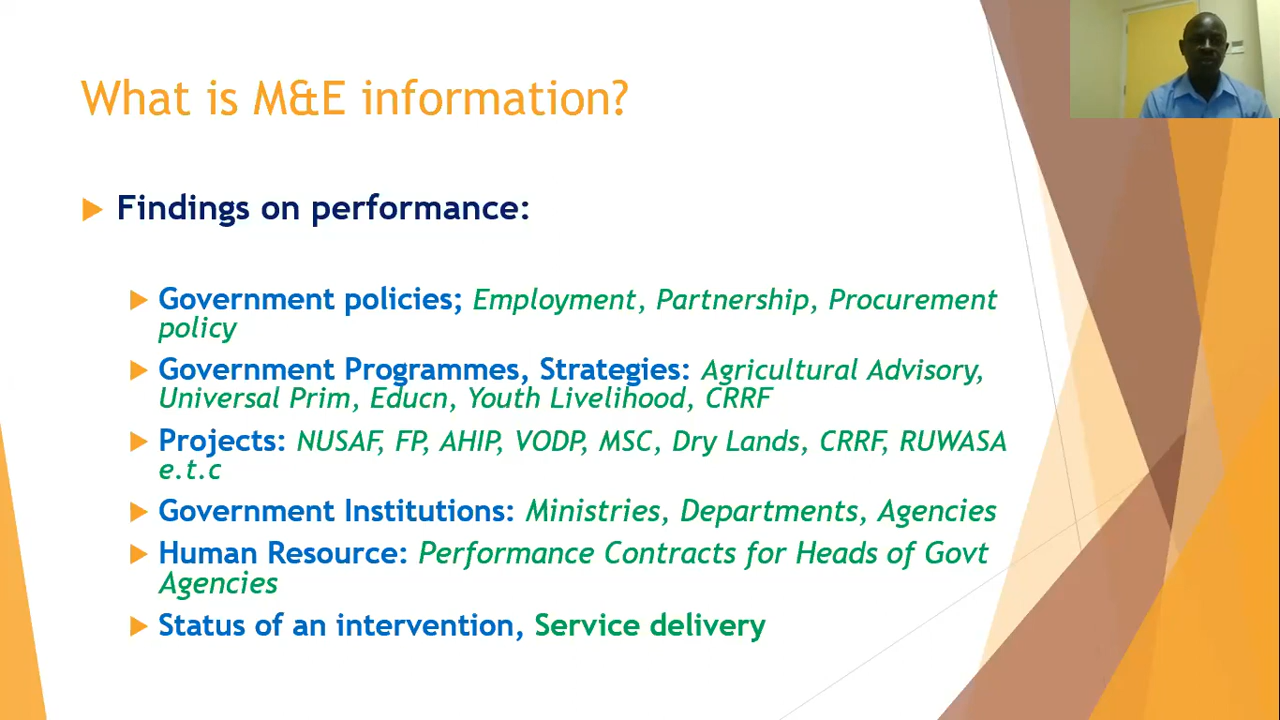 What is M&E information?
Findings on performance:
Government policies; Employment, Partnership, Procurement
policy
Government Programmes, Strategies: Agricultural Advisory,
Universal Prim, Educn, Youth Livelihood, CRRF
Projects: NUSAF, FP, AHIP, VODP, MSC, Dry Lands, CRRF, RUWASA
e.t.c
Government Institutions: Ministries, Departments, Agencies
Human Resource: Performance Contracts for Heads of Govt
Agencies
Status of an intervention, Service delivery